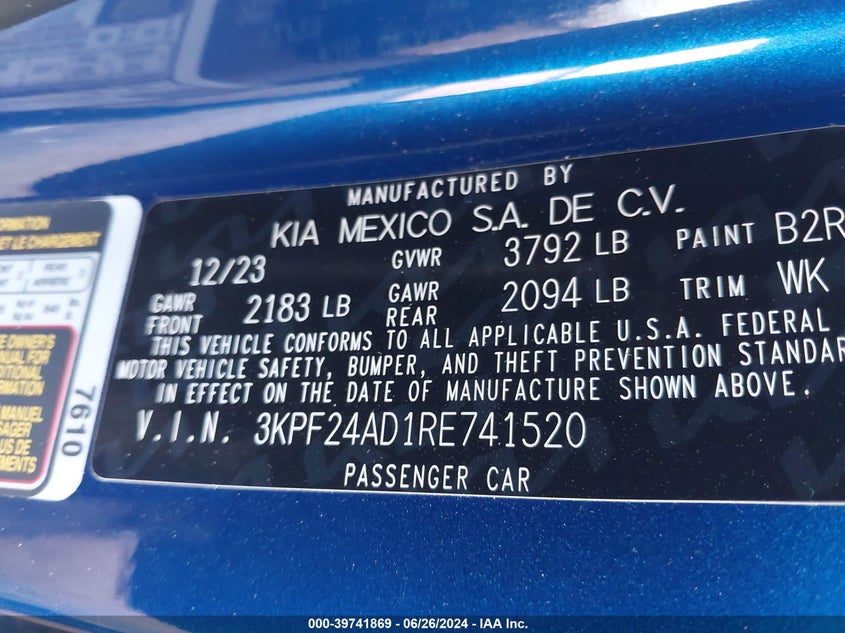 MANUFACTURED BY
KIA MEXICO S.A. DE C.V.
12/23 GVWR 3792 LB PAINT B2R
GAWR FRONT 2183 LB GAWR REAR 2094 LB TRIM WK
THIS VEHICLE CONFORMS TO ALL APPLICABLE U.S.A. FEDERAL
MOTOR VEHICLE SAFETY, BUMPER, AND THEFT PREVENTION STANDAR
IN EFFECT ON THE DATE OF MANUFACTURE SHOWN ABOVE.
V.I.N. 3KPF24AD1RE741520
PASSENGER CAR
7610
000-39741869 / 06/26/2024 - IAA Inc.